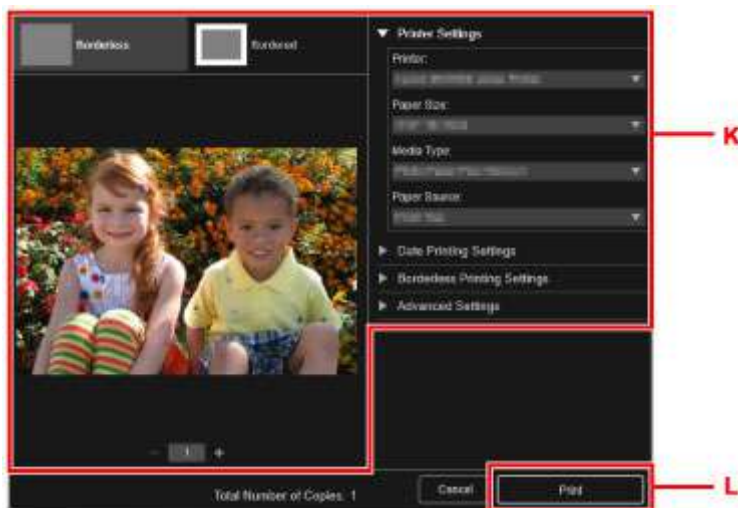 Borderless
Bordered
Printer Settings
Printer:
Paper Size:
Media Type:
Paper Source:
Date Printing Settings
Borderless Printing Settings
Advanced Settings
K
- 1 +
Total Number of Copies: 1
Cancel
Print
L